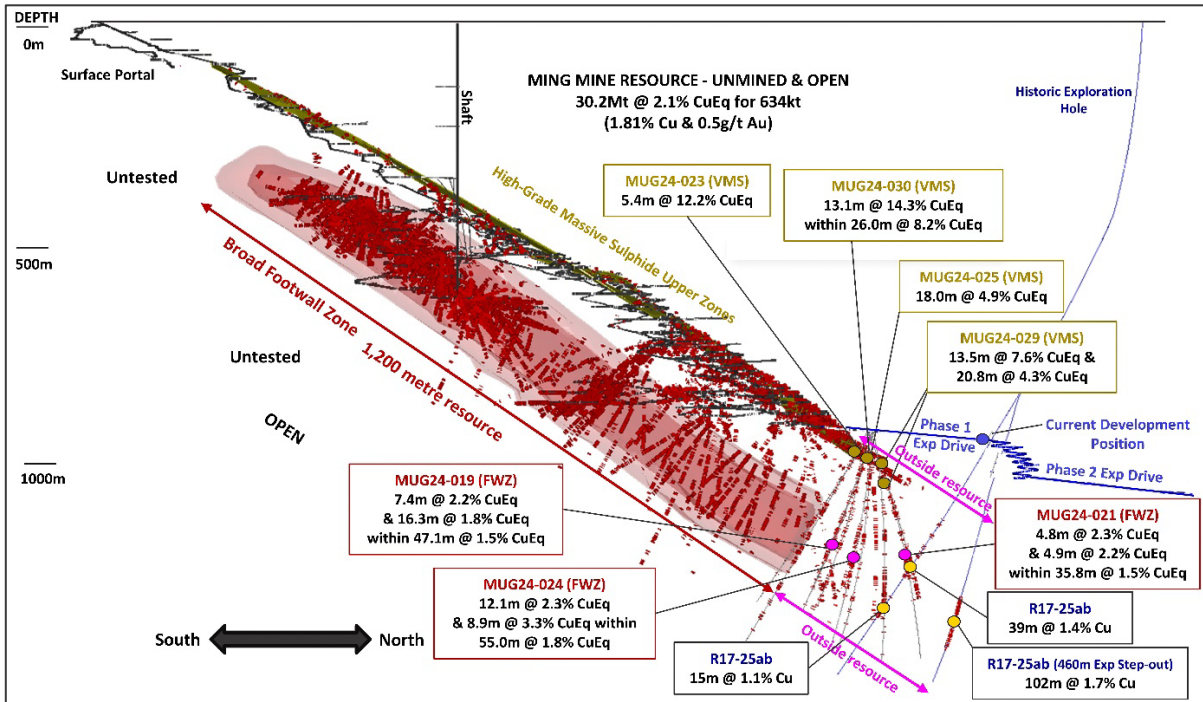 DEPTH
0m
Surface Portal
Shaft
MING MINE RESOURCE - UNMINED & OPEN
30.2Mt @ 2.1% CuEq for 634kt
(1.81% Cu & 0.5g/t Au)
Historic Exploration
Hole
Untested
High-Grade Massive Sulphide Upper Zones
MUG24-023 (VMS)
5.4m @ 12.2% CuEq
MUG24-030 (VMS)
13.1m @ 14.3% CuEq
within 26.0m @ 8.2% CuEq
500m
MUG24-025 (VMS)
18.0m @ 4.9% CuEq
Broad Footwall Zone 1,200 metre resource
MUG24-029 (VMS)
13.5m @ 7.6% CuEq &
20.8m @ 4.3% CuEq
Untested
OPEN
Phase 1
Exp Drive
Current Development
Position
Outside resource
Phase 2 Exp Drive
1000m
MUG24-019 (FWZ)
7.4m @ 2.2% CuEq
& 16.3m @ 1.8% CuEq
within 47.1m @ 1.5% CuEq
MUG24-021 (FWZ)
4.8m @ 2.3% CuEq
& 4.9m @ 2.2% CuEq
within 35.8m @ 1.5% CuEq
MUG24-024 (FWZ)
12.1m @ 2.3% CuEq
& 8.9m @ 3.3% CuEq within
55.0m @ 1.8% CuEq
R17-25ab
39m @ 1.4% Cu
South
North
Outside resource
R17-25ab
15m @ 1.1% Cu
R17-25ab (460m Exp Step-out)
102m @ 1.7% Cu